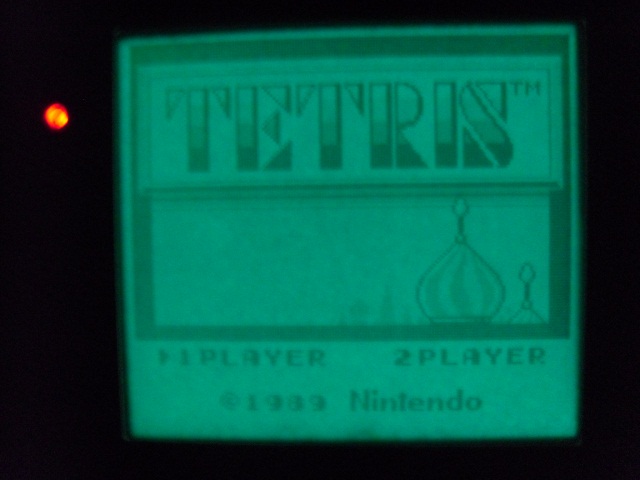 TETRIS™
▶1PLAYER 2PLAYER
©1989 Nintendo